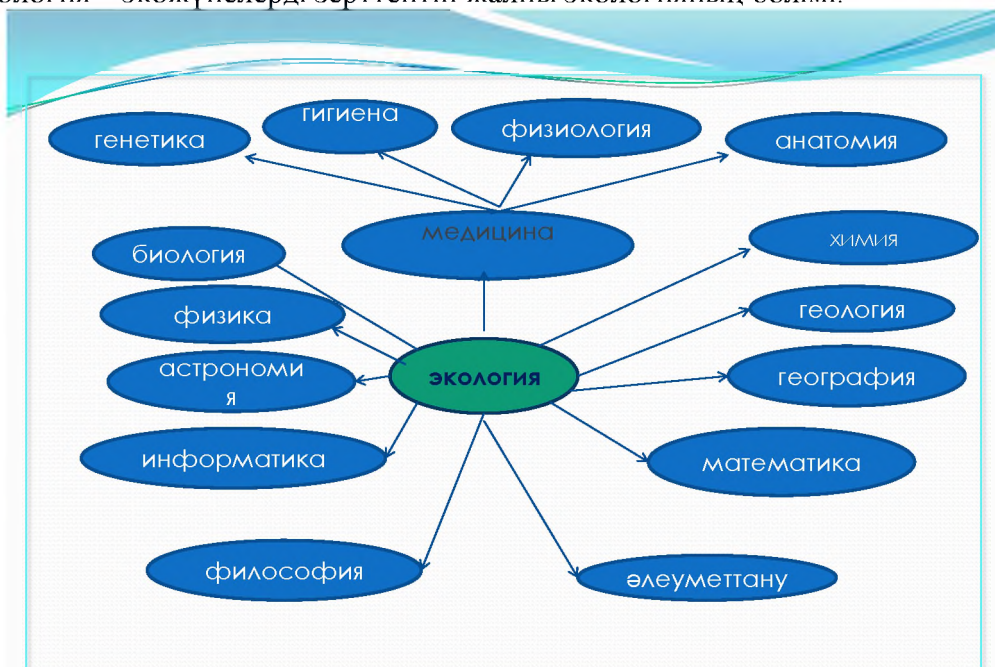 генетика
гигиена
физиология
анатомия
медицина
химия
биология
физика
геология
астрономи
я
экология
география
информатика
математика
философия
әлеуметтану